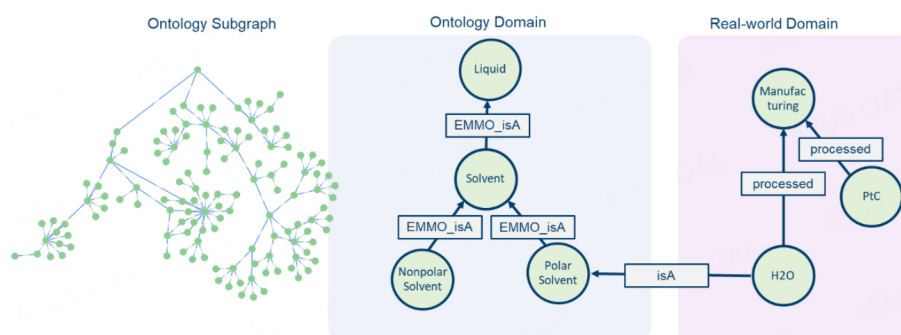 Ontology Subgraph
Ontology Domain
Real-world Domain
Liquid
EMMO_isA
Solvent
EMMO_isA
EMMO_isA
Nonpolar
Solvent
Polar
Solvent
isA
Manufac
turing
processed
processed
PtC
H2O